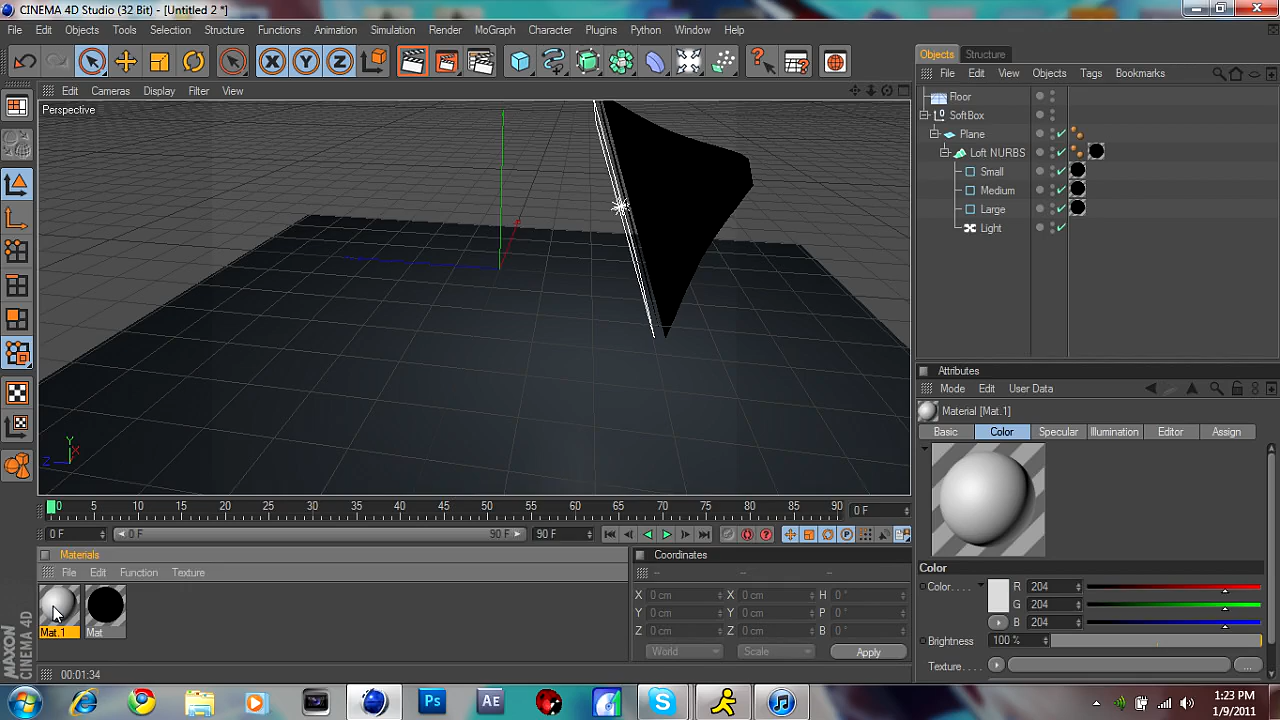 CINEMA 4D Studio (32 Bit) - [Untitled 2 *]
File Edit Objects Tools Selection Structure Functions Animation Simulation Render MoGraph Character Plugins Python Window Help
Edit Cameras Display Filter View
Perspective
Y
X
Z
0 5 10 15 20 25 30 35 40 45 50 55 60 65 70 75 80 85 90 0 F
0 F 0 F 90 F 90 F
Materials
File Edit Function Texture
Mat.1 Mat
Coordinates
-- -- --
X 0 cm X 0 cm H 0 °
Y 0 cm Y 0 cm P 0 °
Z 0 cm Z 0 cm B 0 °
World Scale Apply
MAXON
CINEMA 4D
00:01:34
Objects Structure
File Edit View Objects Tags Bookmarks
Floor
SoftBox
Plane
Loft NURBS
Small
Medium
Large
Light
Attributes
Mode Edit User Data
Material [Mat.1]
Basic Color Specular Illumination Editor Assign
Color
Color. . . . R 204
G 204
B 204
Brightness 100 %
Texture. . . . ...
Ps AE
1:23 PM
1/9/2011